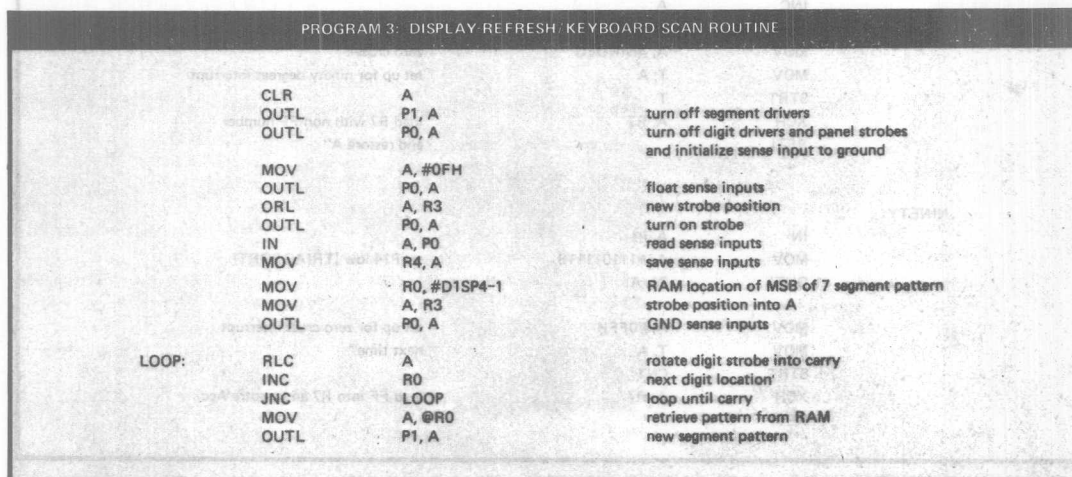 PROGRAM 3: DISPLAY-REFRESH/KEYBOARD SCAN ROUTINE
CLR A
OUTL P1, A turn off segment drivers
OUTL P0, A turn off digit drivers and panel strobes
and initialize sense input to ground
MOV A, #0FH
OUTL P0, A float sense inputs
ORL A, R3 new strobe position
OUTL P0, A turn on strobe
IN A, P0 read sense inputs
MOV R4, A save sense inputs
MOV R0, #D1SP4-1 RAM location of MSB of 7 segment pattern
MOV A, R3 strobe position into A
OUTL P0, A GND sense inputs
LOOP: RLC A rotate digit strobe into carry
INC R0 next digit location
JNC LOOP loop until carry
MOV A, @R0 retrieve pattern from RAM
OUTL P1, A new segment pattern